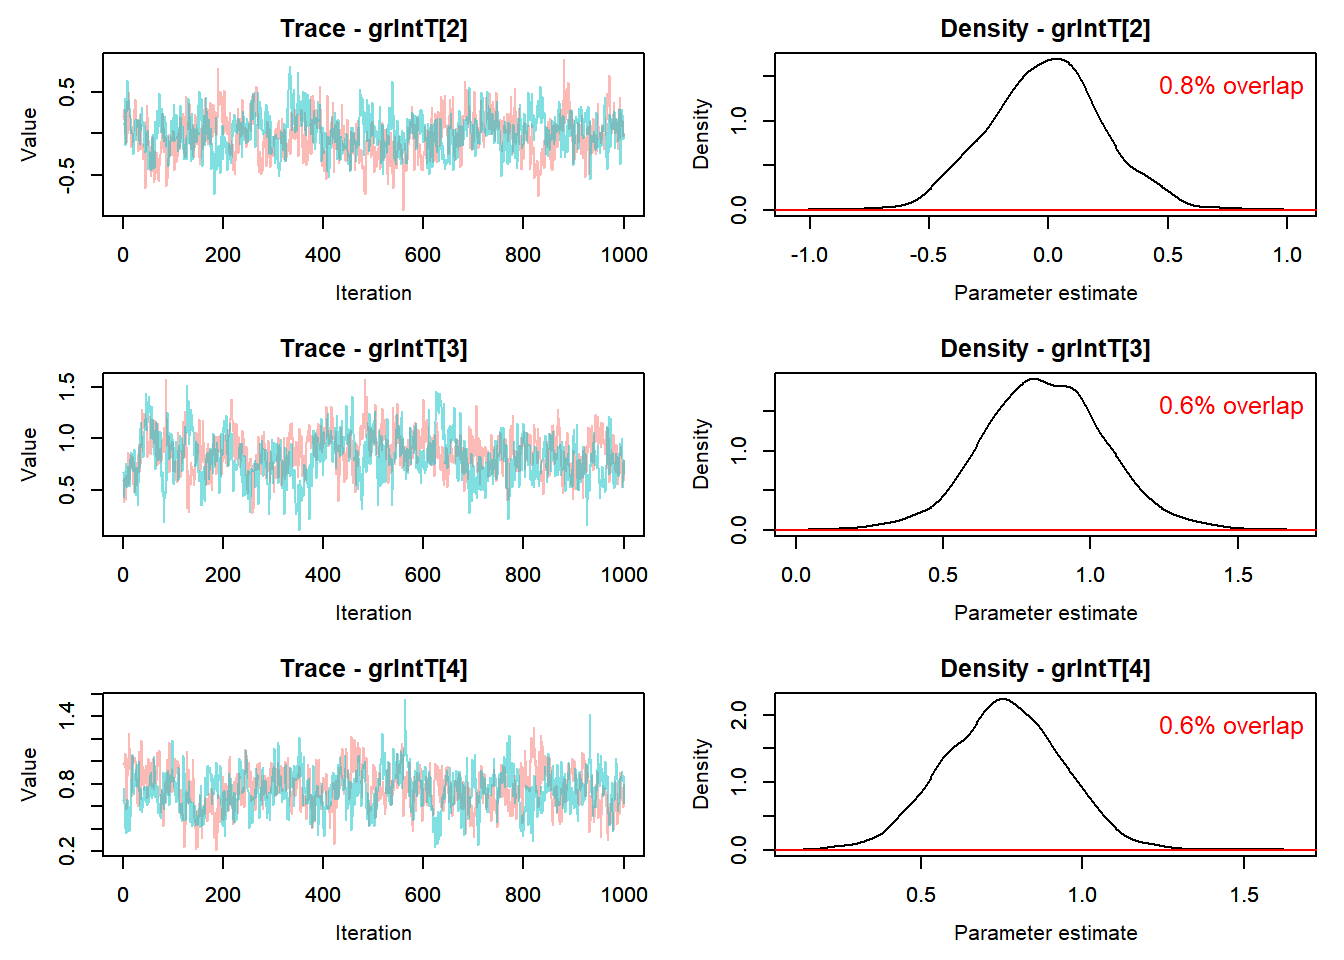 Trace - grIntT[2]
Value
-0.5
0.5
0
200
400
600
800
1000
Iteration
Density - grIntT[2]
0.8% overlap
Density
0.0
1.0
-1.0
-0.5
0.0
0.5
1.0
Parameter estimate
Trace - grIntT[3]
Value
0.5
1.0
1.5
0
200
400
600
800
1000
Iteration
Density - grIntT[3]
0.6% overlap
Density
0.0
1.0
0.0
0.5
1.0
1.5
Parameter estimate
Trace - grIntT[4]
Value
0.2
0.8
1.4
0
200
400
600
800
1000
Iteration
Density - grIntT[4]
0.6% overlap
Density
0.0
1.0
2.0
0.5
1.0
1.5
Parameter estimate